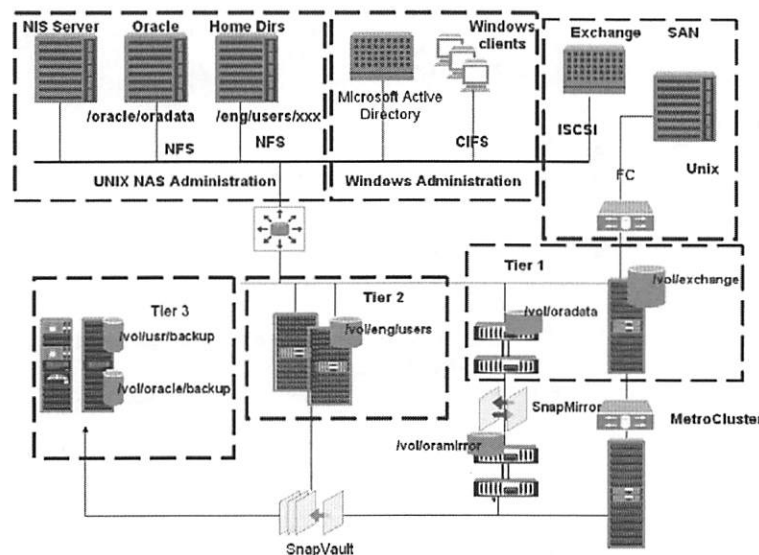 NIS Server
Oracle
Home Dirs
/oracle/oradata
/eng/users/xxx
NFS
NFS
UNIX NAS Administration
Windows
clients
Microsoft Active
Directory
CIFS
Windows Administration
Exchange
SAN
ISCSI
FC
Unix
Tier 1
/vol/exchange
/vol/oradata
Tier 2
/vol/eng/users
Tier 3
/vol/usr/backup
/vol/oracle/backup
SnapMirror
MetroCluster
/vol/oramirror
SnapVault